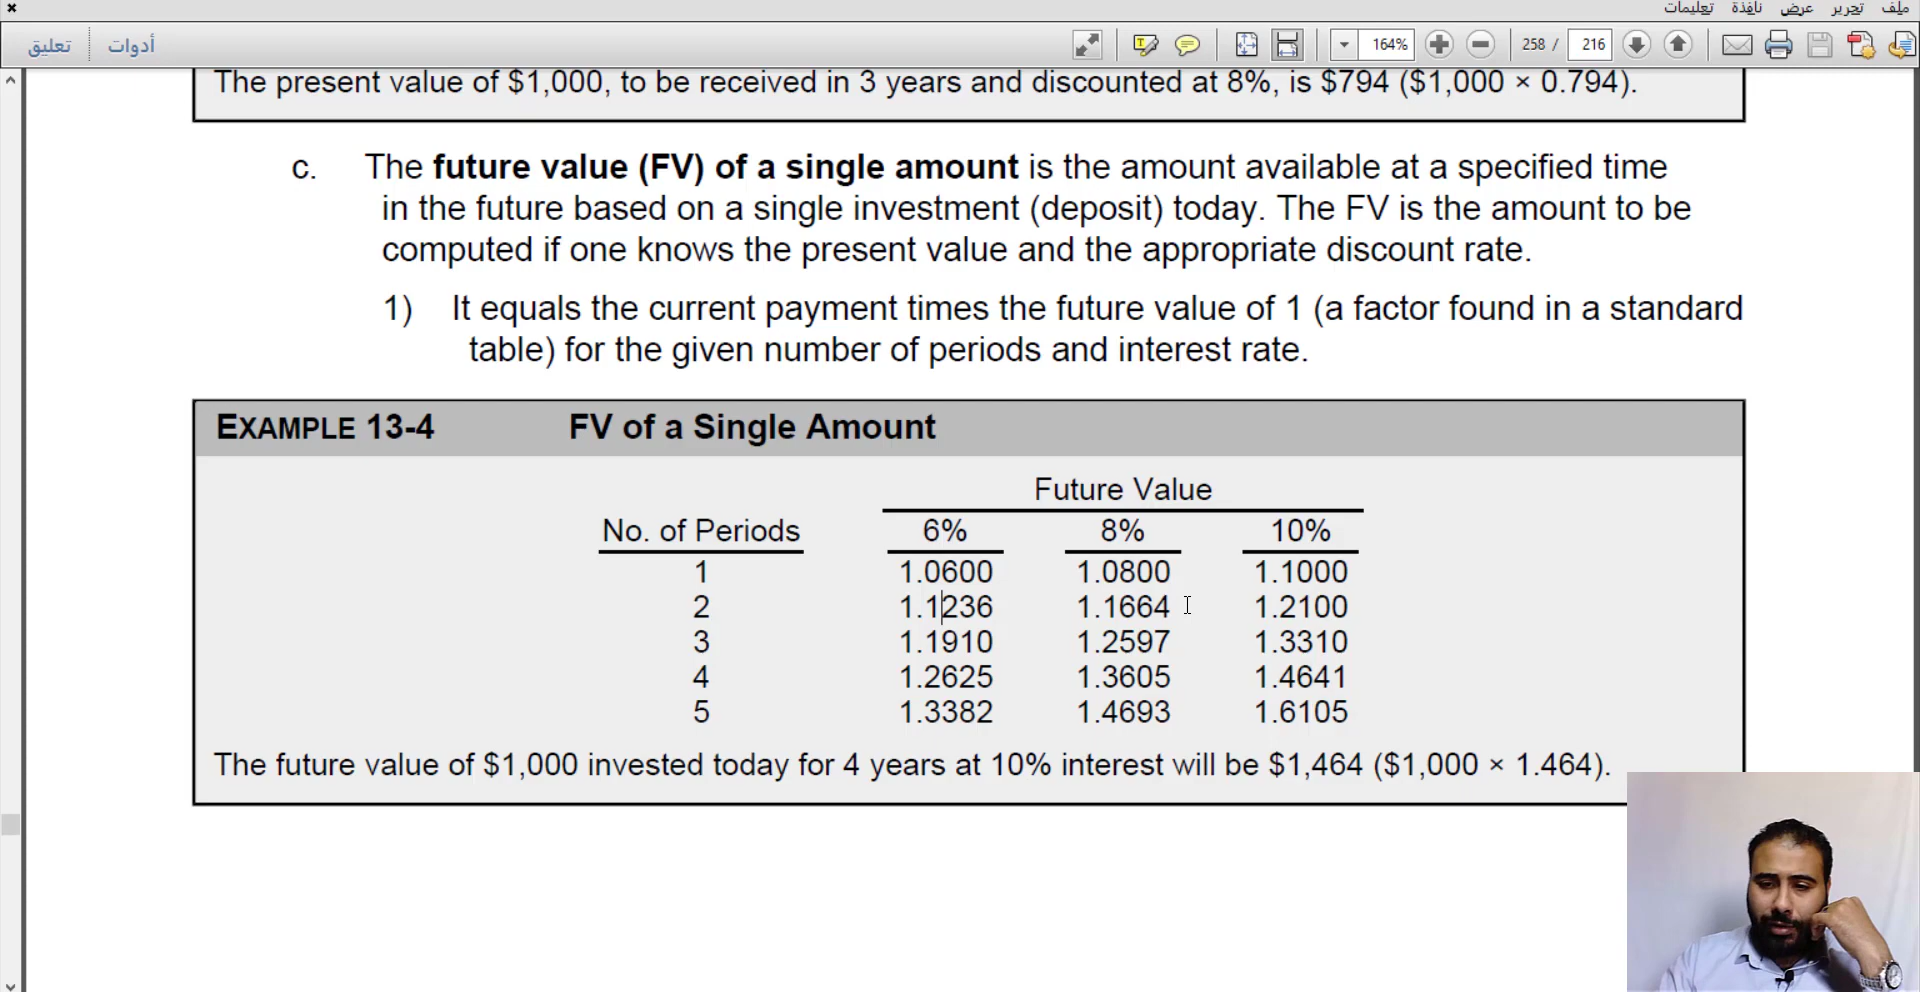 ملف تحرير عرض نافذة تعليمات
تعليق أدوات 164% 258 / 216
The present value of $1,000, to be received in 3 years and discounted at 8%, is $794 ($1,000 × 0.794).
c. The future value (FV) of a single amount is the amount available at a specified time
in the future based on a single investment (deposit) today. The FV is the amount to be
computed if one knows the present value and the appropriate discount rate.
1) It equals the current payment times the future value of 1 (a factor found in a standard
table) for the given number of periods and interest rate.
EXAMPLE 13-4 FV of a Single Amount
Future Value
No. of Periods 6% 8% 10%
1 1.0600 1.0800 1.1000
2 1.1236 1.1664 1.2100
3 1.1910 1.2597 1.3310
4 1.2625 1.3605 1.4641
5 1.3382 1.4693 1.6105
The future value of $1,000 invested today for 4 years at 10% interest will be $1,464 ($1,000 × 1.464).